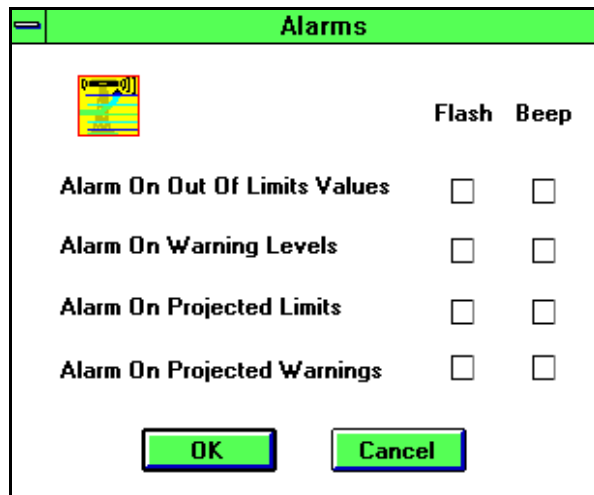 Alarms
Flash Beep
Alarm On Out Of Limits Values
Alarm On Warning Levels
Alarm On Projected Limits
Alarm On Projected Warnings
OK Cancel